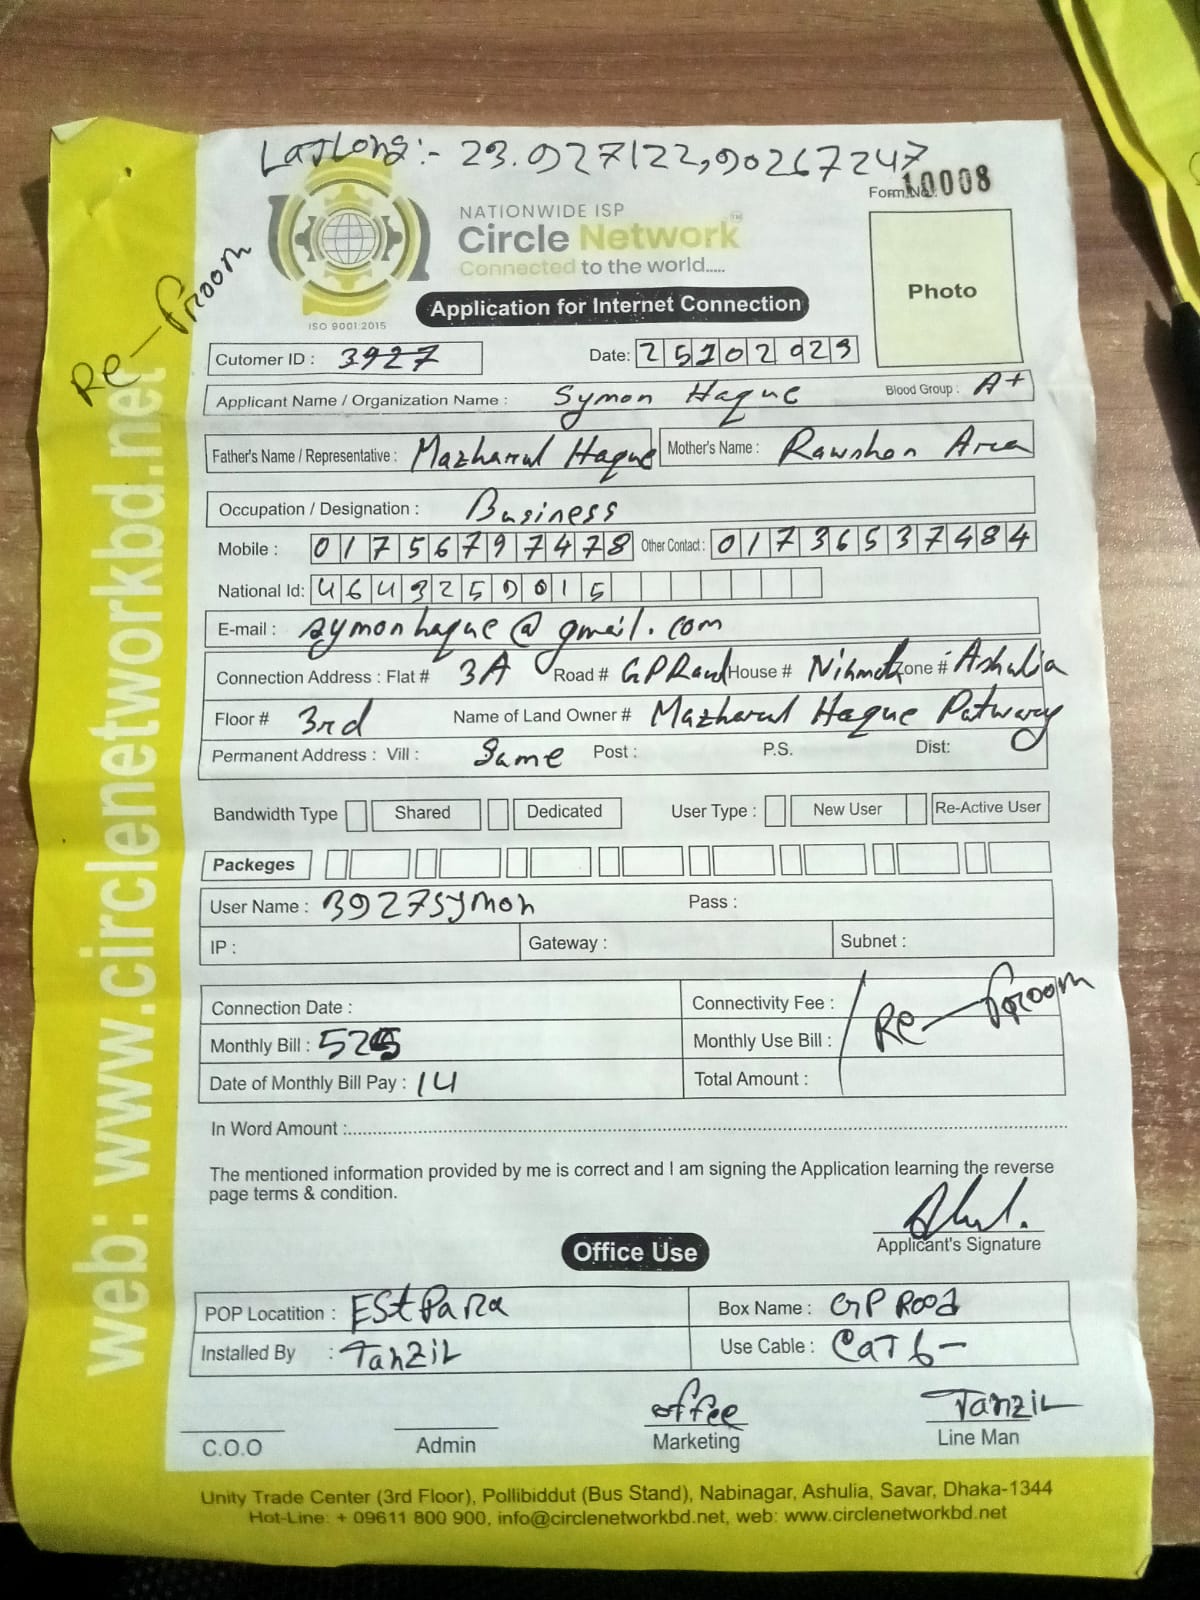 LatLong:- 23.927122,90267247
Form No. 10008
NATIONWIDE ISP
Circle Network™
Connected to the world.....
ISO 9001:2015
Application for Internet Connection
Photo
Re-froom
Cutomer ID : 3927
Date: 25102023
Applicant Name / Organization Name : Symon Haque Blood Group : A+
Father's Name / Representative : Mazharul Haque Mother's Name : Rawshon Area
Occupation / Designation : Business
Mobile : 01756797478 Other Contact : 01736537484
National Id: 4643250015
E-mail : symonhaque@gmail.com
Connection Address : Flat # 3A Road # GP Road House # Zone # Ashulia
Floor # 3rd Name of Land Owner # Mazharul Haque Patwary
Permanent Address : Vill : Same Post : P.S. Dist:
Bandwidth Type Shared Dedicated User Type : New User Re-Active User
Packeges
User Name : 3927symon Pass :
IP : Gateway : Subnet :
Connection Date : Connectivity Fee :
Monthly Bill : 525 Monthly Use Bill : Re-froom
Date of Monthly Bill Pay : 14 Total Amount :
In Word Amount :
The mentioned information provided by me is correct and I am signing the Application learning the reverse
page terms & condition.
Applicant's Signature
Office Use
POP Locatition : ESt Para Box Name : GP Rood
Installed By : Tanzil Use Cable : CAT 6-
offee Tanzil
C.O.O Admin Marketing Line Man
Unity Trade Center (3rd Floor), Pollibiddut (Bus Stand), Nabinagar, Ashulia, Savar, Dhaka-1344
Hot-Line: + 09611 800 900, info@circlenetworkbd.net, web: www.circlenetworkbd.net
web: www.circlenetworkbd.net